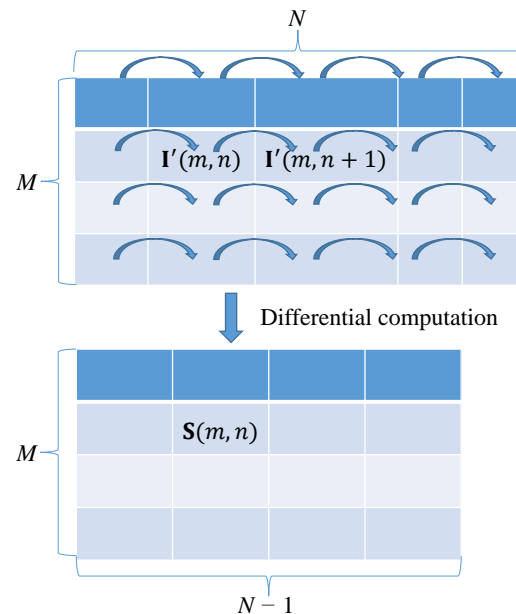 N
M
I′(m, n) I′(m, n + 1)
Differential computation
M
S(m, n)
N − 1